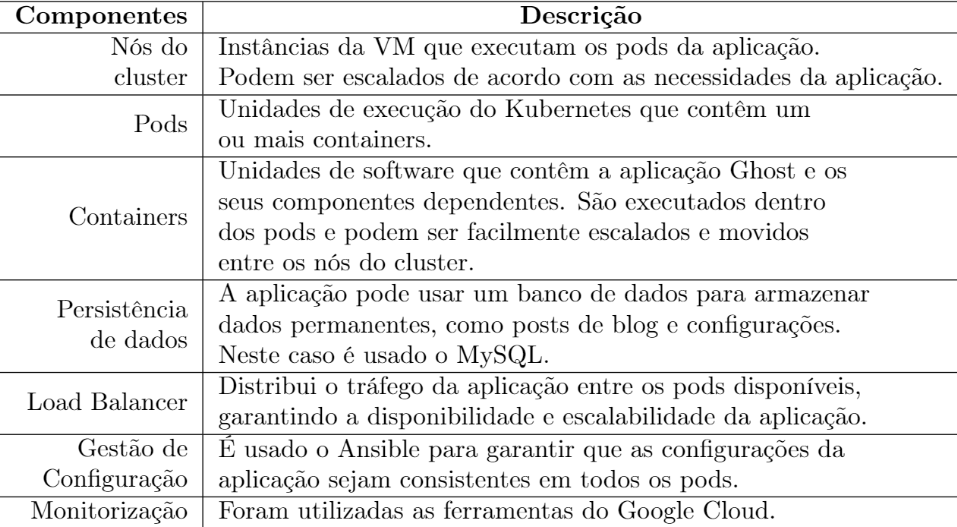 Componentes Descrição
Nós do Instâncias da VM que executam os pods da aplicação.
cluster Podem ser escalados de acordo com as necessidades da aplicação.
Pods Unidades de execução do Kubernetes que contêm um
ou mais containers.
Containers Unidades de software que contêm a aplicação Ghost e os
seus componentes dependentes. São executados dentro
dos pods e podem ser facilmente escalados e movidos
entre os nós do cluster.
Persistência A aplicação pode usar um banco de dados para armazenar
de dados dados permanentes, como posts de blog e configurações.
Neste caso é usado o MySQL.
Load Balancer Distribui o tráfego da aplicação entre os pods disponíveis,
garantindo a disponibilidade e escalabilidade da aplicação.
Gestão de É usado o Ansible para garantir que as configurações da
Configuração aplicação sejam consistentes em todos os pods.
Monitorização Foram utilizadas as ferramentas do Google Cloud.